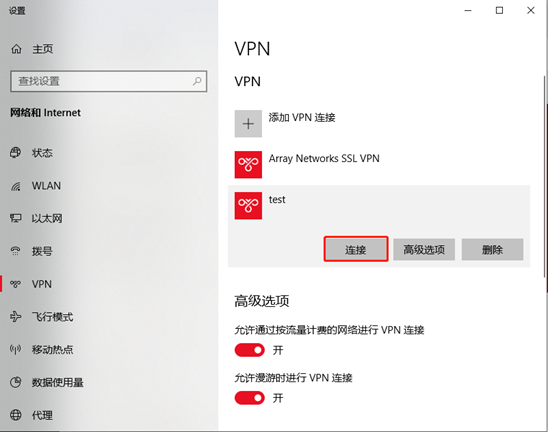 设置
主页
查找设置
网络和 Internet
状态
WLAN
以太网
拨号
VPN
飞行模式
移动热点
数据使用量
代理
VPN
VPN
添加 VPN 连接
Array Networks SSL VPN
test
连接
高级选项
删除
高级选项
允许通过按流量计费的网络进行 VPN 连接
开
允许漫游时进行 VPN 连接
开